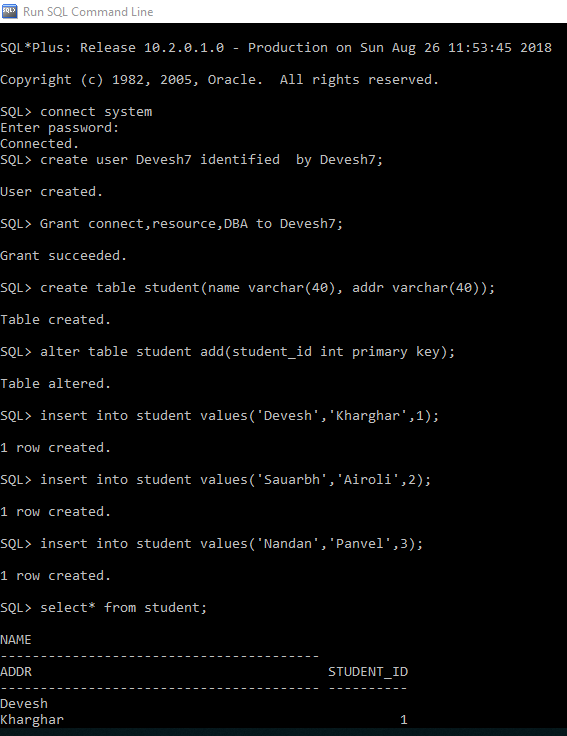 Run SQL Command Line
SQL*Plus: Release 10.2.0.1.0 - Production on Sun Aug 26 11:53:45 2018
Copyright (c) 1982, 2005, Oracle.  All rights reserved.
SQL> connect system
Enter password:
Connected.
SQL> create user Devesh7 identified  by Devesh7;
User created.
SQL> Grant connect,resource,DBA to Devesh7;
Grant succeeded.
SQL> create table student(name varchar(40), addr varchar(40));
Table created.
SQL> alter table student add(student_id int primary key);
Table altered.
SQL> insert into student values('Devesh','Kharghar',1);
1 row created.
SQL> insert into student values('Sauarbh','Airoli',2);
1 row created.
SQL> insert into student values('Nandan','Panvel',3);
1 row created.
SQL> select* from student;
NAME
----------------------------------------
ADDR                                     STUDENT_ID
---------------------------------------- ----------
Devesh
Kharghar                                          1